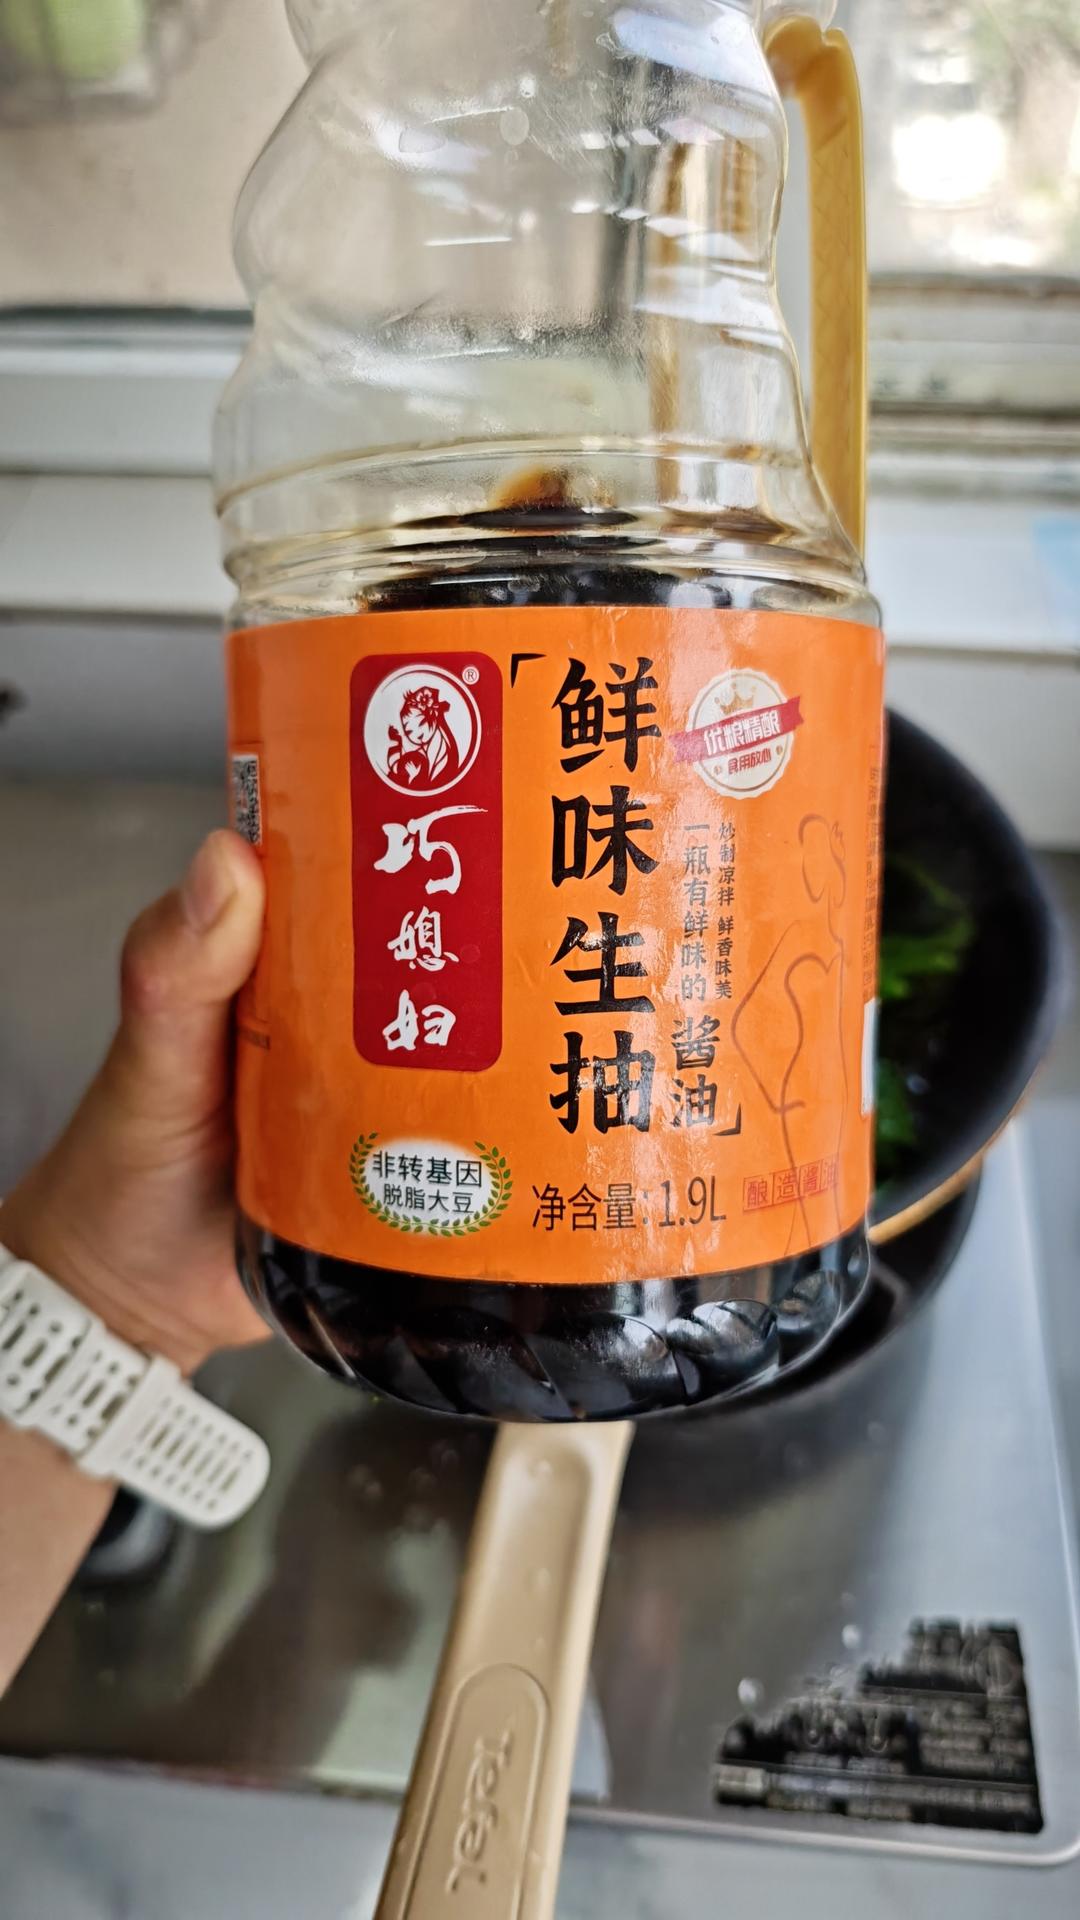 ®
巧媳妇
「鲜味生抽
优粮精酿
食用放心
炒制凉拌 鲜香味美
一瓶有鲜味的酱油」
非转基因
脱脂大豆
净含量:1.9L
酿造酱油
Tefal